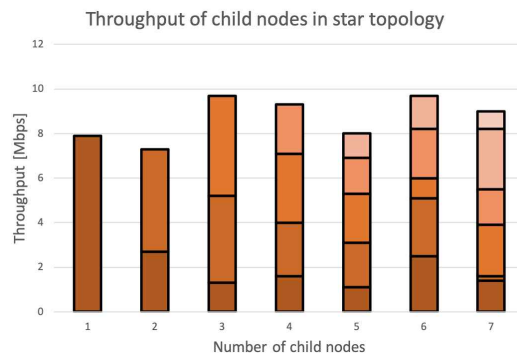 Throughput of child nodes in star topology
12
10
8
6
4
2
0
Throughput [Mbps]
1 2 3 4 5 6 7
Number of child nodes